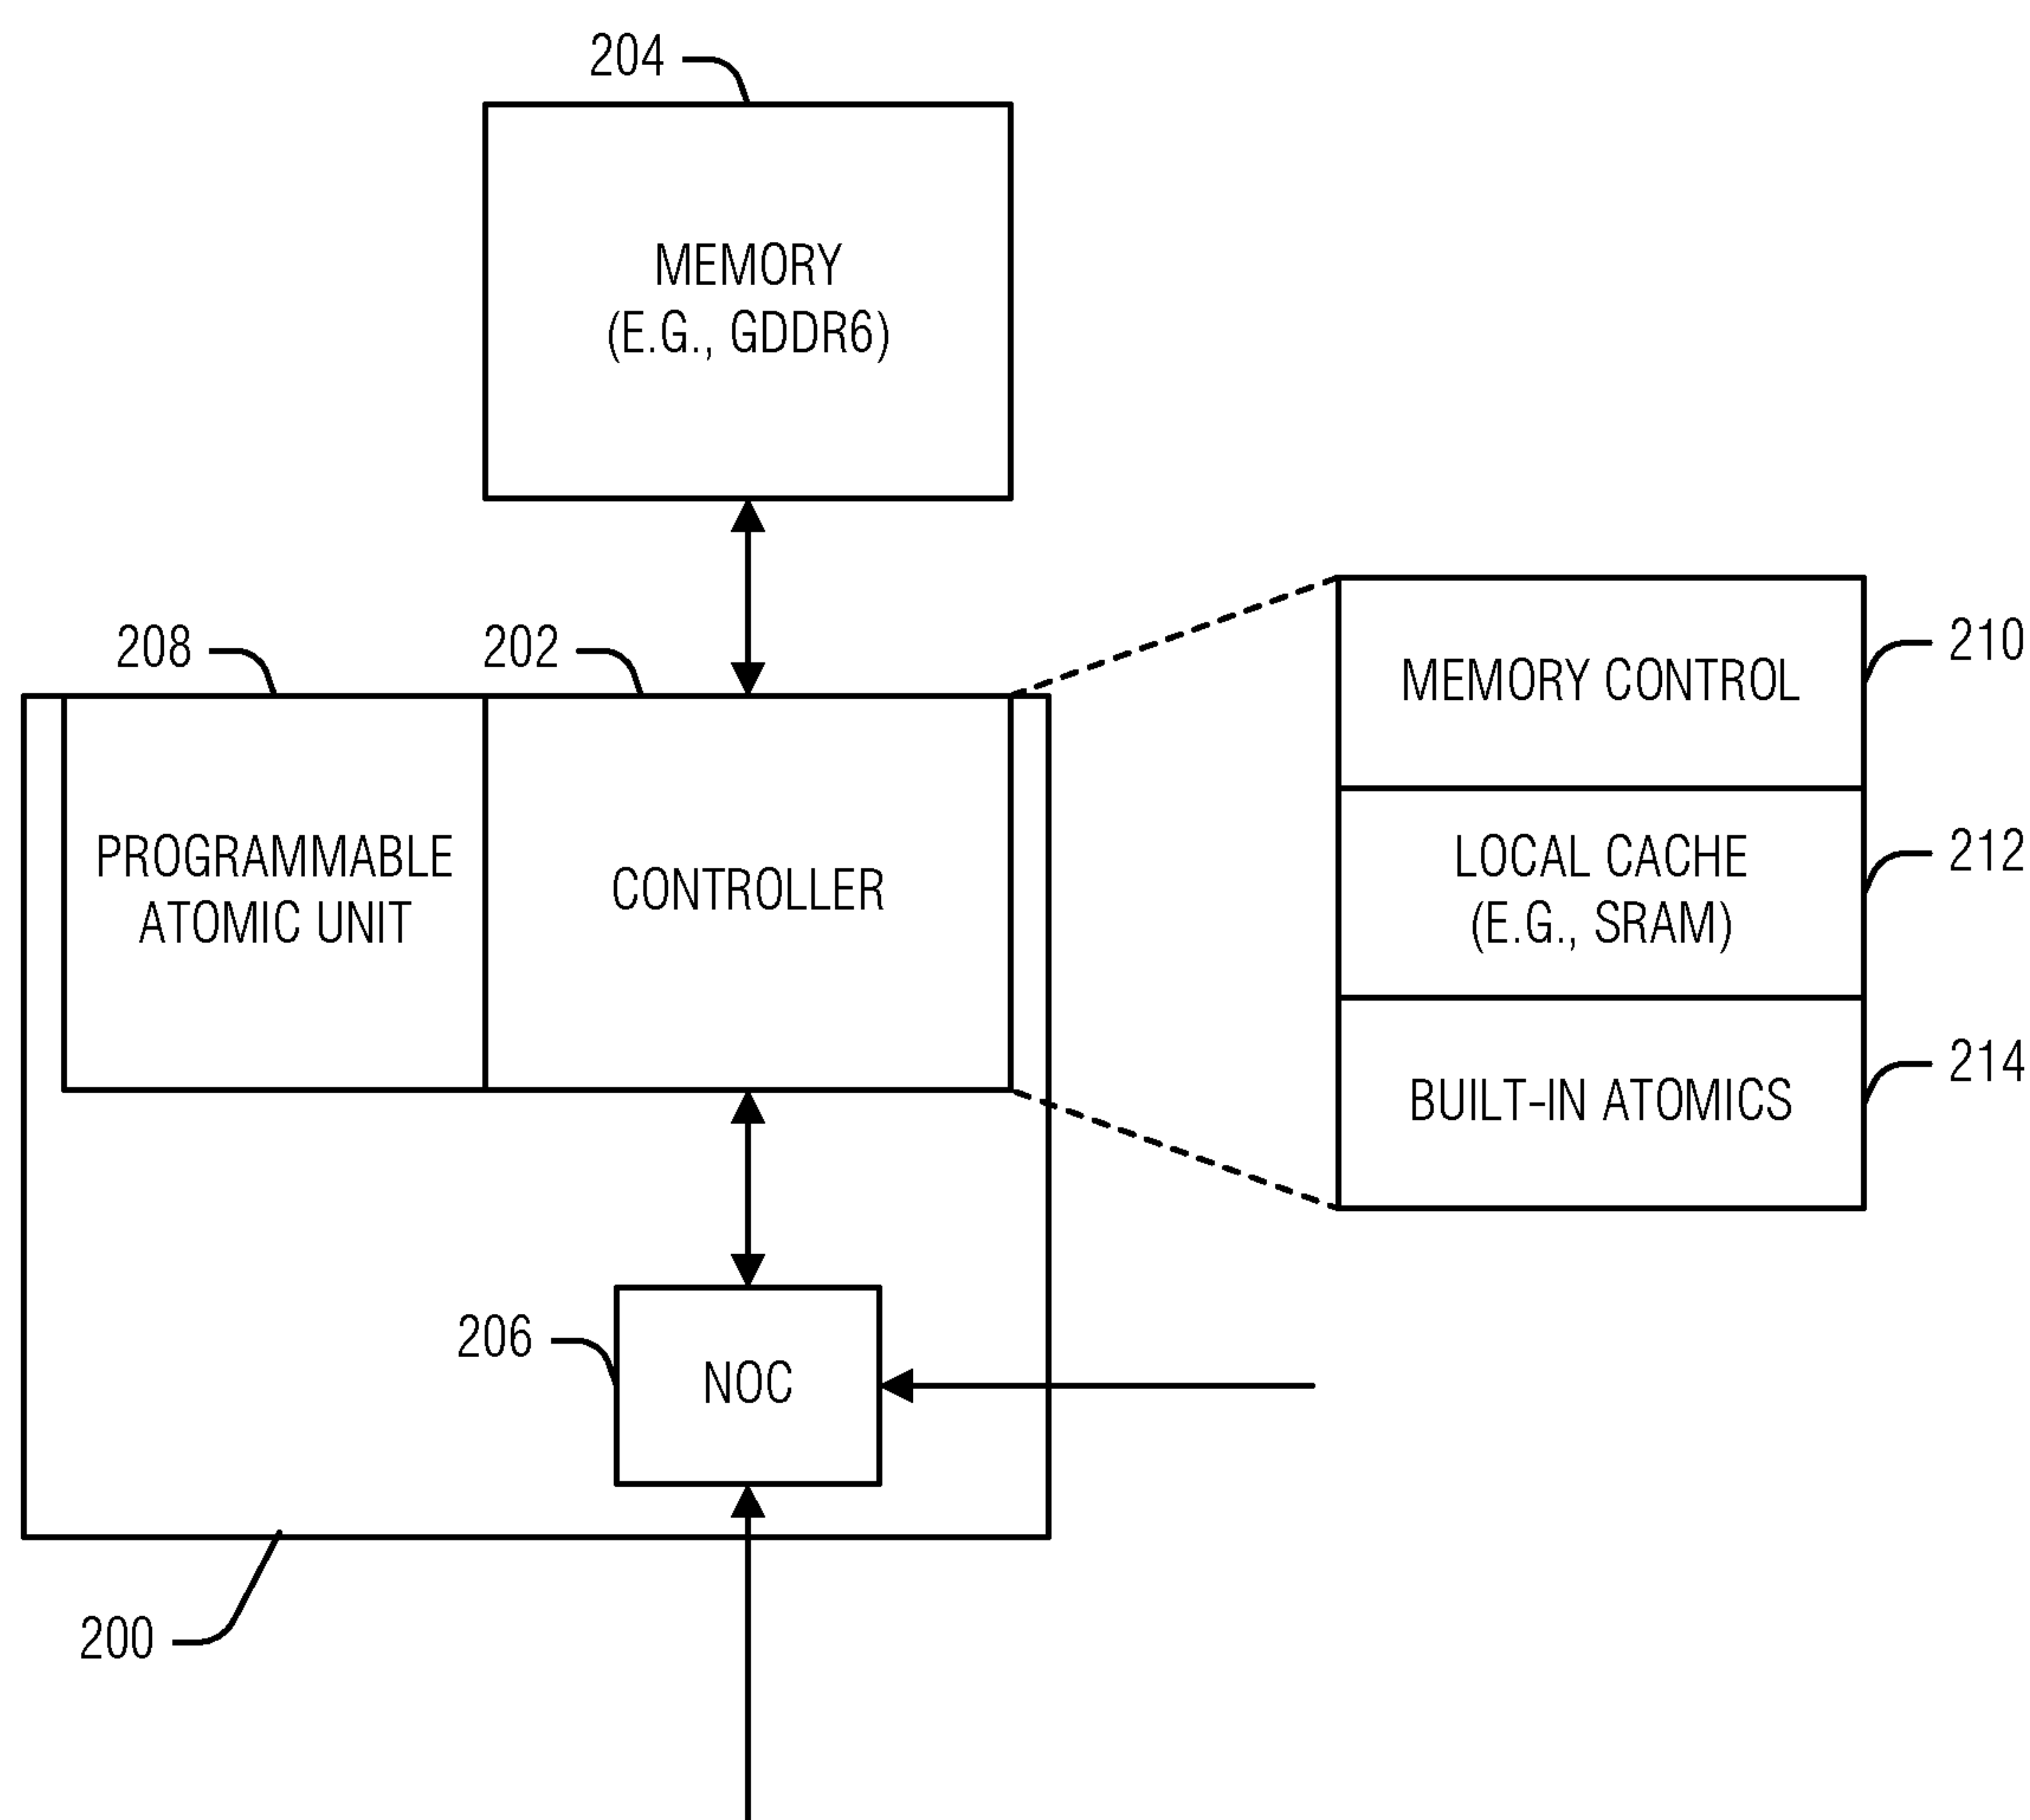 204
MEMORY
(E.G., GDDR6)
208
202
PROGRAMMABLE
ATOMIC UNIT
CONTROLLER
MEMORY CONTROL
210
LOCAL CACHE
(E.G., SRAM)
212
BUILT-IN ATOMICS
214
206
NOC
200